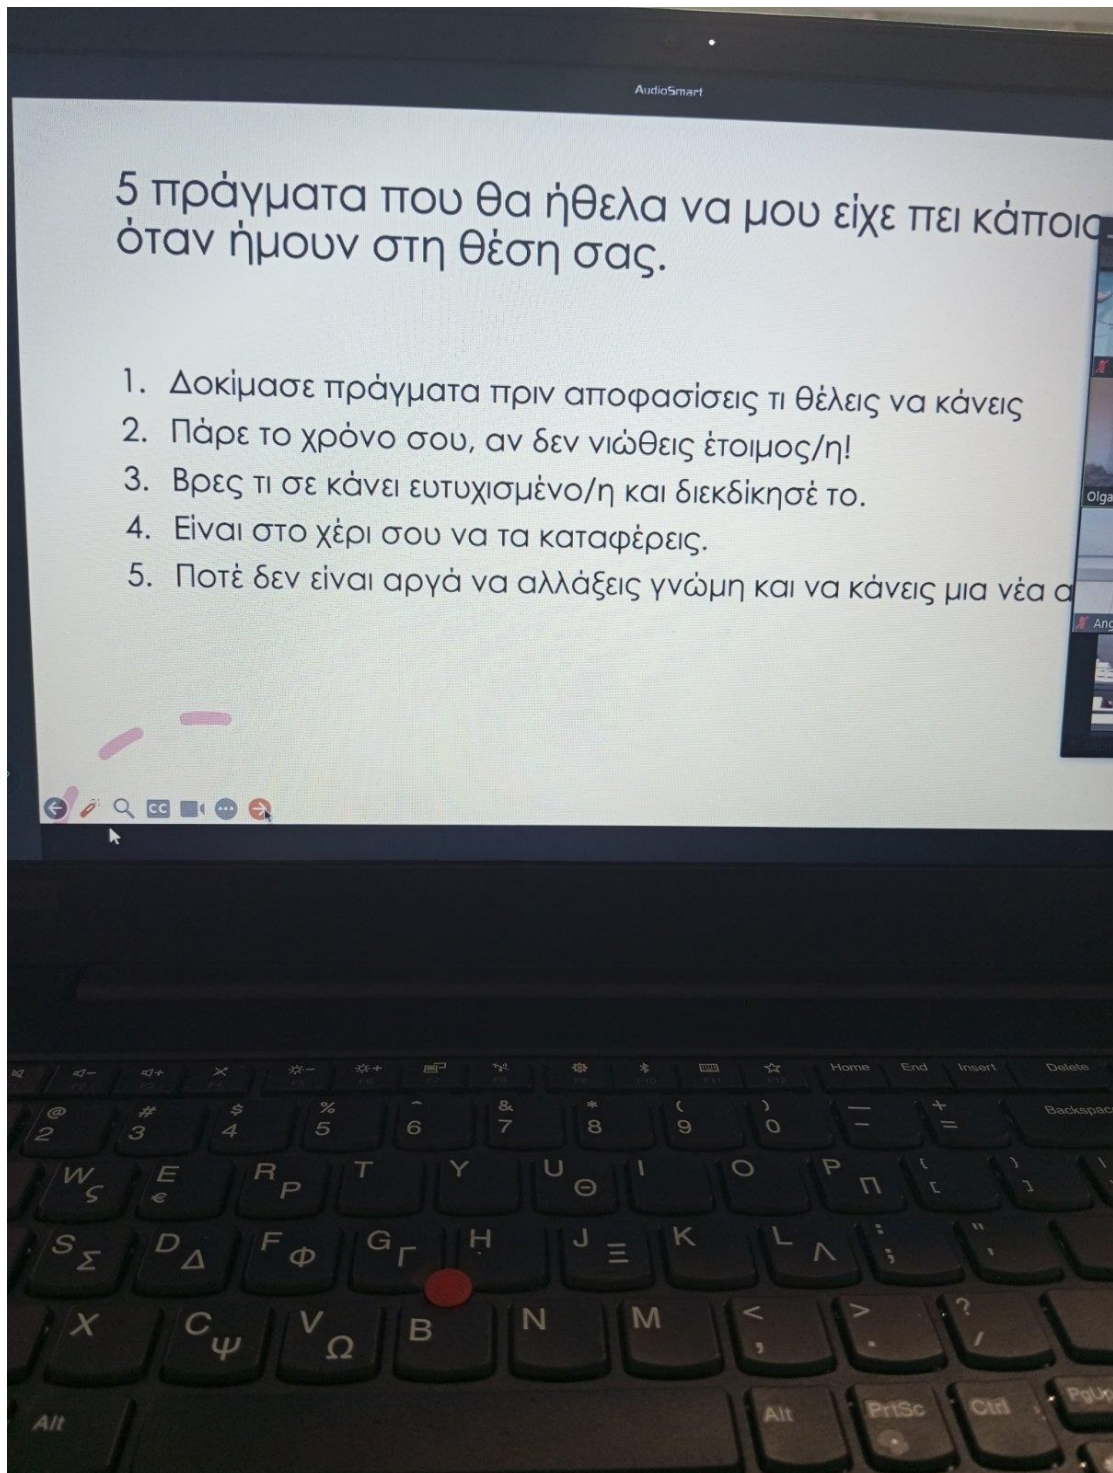 AudioSmart
5 πράγματα που θα ήθελα να μου είχε πει
όταν ήμουν στη θέση σας.
1. Δοκίμασε πράγματα πριν αποφασίσεις τι θέλεις να κάνεις
2. Πάρε το χρόνο σου, αν δεν νιώθεις έτοιμος/η!
3. Βρες τι σε κάνει ευτυχισμένο/η και διεκδίκησέ το.
4. Είναι στο χέρι σου να τα καταφέρεις.
5. Ποτέ δεν είναι αργά να αλλάξεις γνώμη και να κάνεις μια νέα
Olga
CC
Home End Insert Delete
@ 2 # 3 $ 4 % 5 ^ 6 & 7 * 8 ( 9 ) 0 _ - + =
W ς E € R Ρ T Y U Θ I O P Π { [ } ]
S Σ D Δ F Φ G Γ H J Ξ K L Λ : ; " '
X C Ψ V Ω B N M < , > . ? /
Alt Alt PrtSc Ctrl PgUp